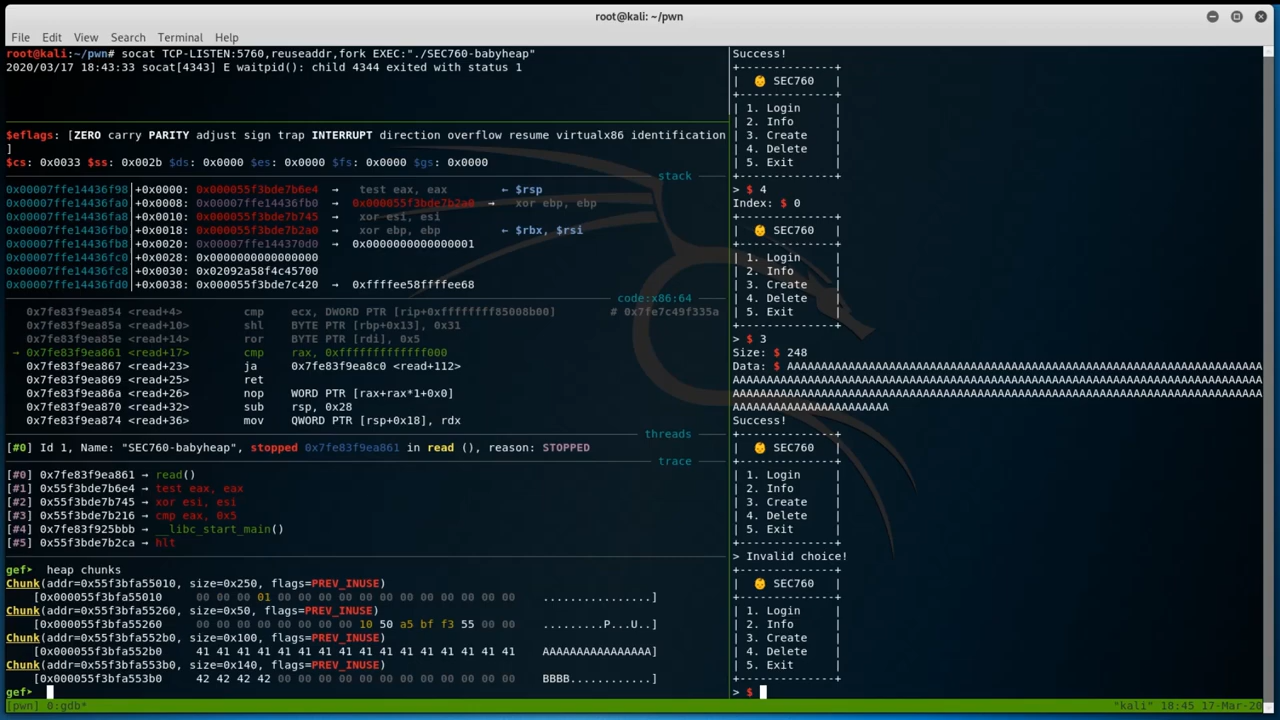 root@kali: ~/pwn
File Edit View Search Terminal Help
root@kali:~/pwn# socat TCP-LISTEN:5760,reuseaddr,fork EXEC:"./SEC760-babyheap"
2020/03/17 18:43:33 socat[4343] E waitpid(): child 4344 exited with status 1
$eflags: [ZERO carry PARITY adjust sign trap INTERRUPT direction overflow resume virtualx86 identification
]
$cs: 0x0033 $ss: 0x002b $ds: 0x0000 $es: 0x0000 $fs: 0x0000 $gs: 0x0000
stack
0x00007ffe14436f98│+0x0000: 0x000055f3bde7b6e4 → test eax, eax ← $rsp
0x00007ffe14436fa0│+0x0008: 0x00007ffe14436fb0 → 0x000055f3bde7b2a0 → xor ebp, ebp
0x00007ffe14436fa8│+0x0010: 0x000055f3bde7b745 → xor esi, esi
0x00007ffe14436fb0│+0x0018: 0x000055f3bde7b2a0 → xor ebp, ebp ← $rbx, $rsi
0x00007ffe14436fb8│+0x0020: 0x00007ffe144370d0 → 0x0000000000000001
0x00007ffe14436fc0│+0x0028: 0x0000000000000000
0x00007ffe14436fc8│+0x0030: 0x02092a58f4c45700
0x00007ffe14436fd0│+0x0038: 0x000055f3bde7c420 → 0xffffee58ffffee68
code:x86:64
0x7fe83f9ea854 <read+4> cmp ecx, DWORD PTR [rip+0xffffffff85008b00] # 0x7fe7c49f335a
0x7fe83f9ea85a <read+10> shl BYTE PTR [rbp+0x13], 0x31
0x7fe83f9ea85e <read+14> ror BYTE PTR [rdi], 0x5
→ 0x7fe83f9ea861 <read+17> cmp rax, 0xfffffffffffff000
0x7fe83f9ea867 <read+23> ja 0x7fe83f9ea8c0 <read+112>
0x7fe83f9ea869 <read+25> ret
0x7fe83f9ea86a <read+26> nop WORD PTR [rax+rax*1+0x0]
0x7fe83f9ea870 <read+32> sub rsp, 0x28
0x7fe83f9ea874 <read+36> mov QWORD PTR [rsp+0x18], rdx
threads
[#0] Id 1, Name: "SEC760-babyheap", stopped 0x7fe83f9ea861 in read (), reason: STOPPED
trace
[#0] 0x7fe83f9ea861 → read()
[#1] 0x55f3bde7b6e4 → test eax, eax
[#2] 0x55f3bde7b745 → xor esi, esi
[#3] 0x55f3bde7b216 → cmp eax, 0x5
[#4] 0x7fe83f925bbb → __libc_start_main()
[#5] 0x55f3bde7b2ca → hlt
gef➤ heap chunks
Chunk(addr=0x55f3bfa55010, size=0x250, flags=PREV_INUSE)
[0x000055f3bfa55010 00 00 00 01 00 00 00 00 00 00 00 00 00 00 00 00 ................]
Chunk(addr=0x55f3bfa55260, size=0x50, flags=PREV_INUSE)
[0x000055f3bfa55260 00 00 00 00 00 00 00 00 10 50 a5 bf f3 55 00 00 .........P...U..]
Chunk(addr=0x55f3bfa552b0, size=0x100, flags=PREV_INUSE)
[0x000055f3bfa552b0 41 41 41 41 41 41 41 41 41 41 41 41 41 41 41 41 AAAAAAAAAAAAAAAA]
Chunk(addr=0x55f3bfa553b0, size=0x140, flags=PREV_INUSE)
[0x000055f3bfa553b0 42 42 42 42 00 00 00 00 00 00 00 00 00 00 00 00 BBBB............]
gef➤
Success!
+--------------+
| 👶 SEC760 |
+--------------+
| 1. Login |
| 2. Info |
| 3. Create |
| 4. Delete |
| 5. Exit |
+--------------+
> $ 4
Index: $ 0
+--------------+
| 👶 SEC760 |
+--------------+
| 1. Login |
| 2. Info |
| 3. Create |
| 4. Delete |
| 5. Exit |
+--------------+
> $ 3
Size: $ 248
Data: $ AAAAAAAAAAAAAAAAAAAAAAAAAAAAAAAAAAAAAAAAAAAAAAAAAAAAAAAAAAAAAAAAAAAAAA
AAAAAAAAAAAAAAAAAAAAAAAAAAAAAAAAAAAAAAAAAAAAAAAAAAAAAAAAAAAAAAAAAAAAAAAAAAAAAA
AAAAAAAAAAAAAAAAAAAAAAAAAAAAAAAAAAAAAAAAAAAAAAAAAAAAAAAAAAAAAAAAAAAAAAAAAAAAAA
AAAAAAAAAAAAAAAAAAAAAAA
Success!
+--------------+
| 👶 SEC760 |
+--------------+
| 1. Login |
| 2. Info |
| 3. Create |
| 4. Delete |
| 5. Exit |
+--------------+
> Invalid choice!
+--------------+
| 👶 SEC760 |
+--------------+
| 1. Login |
| 2. Info |
| 3. Create |
| 4. Delete |
| 5. Exit |
+--------------+
> $
[pwn] 0:gdb* "kali" 18:45 17-Mar-20